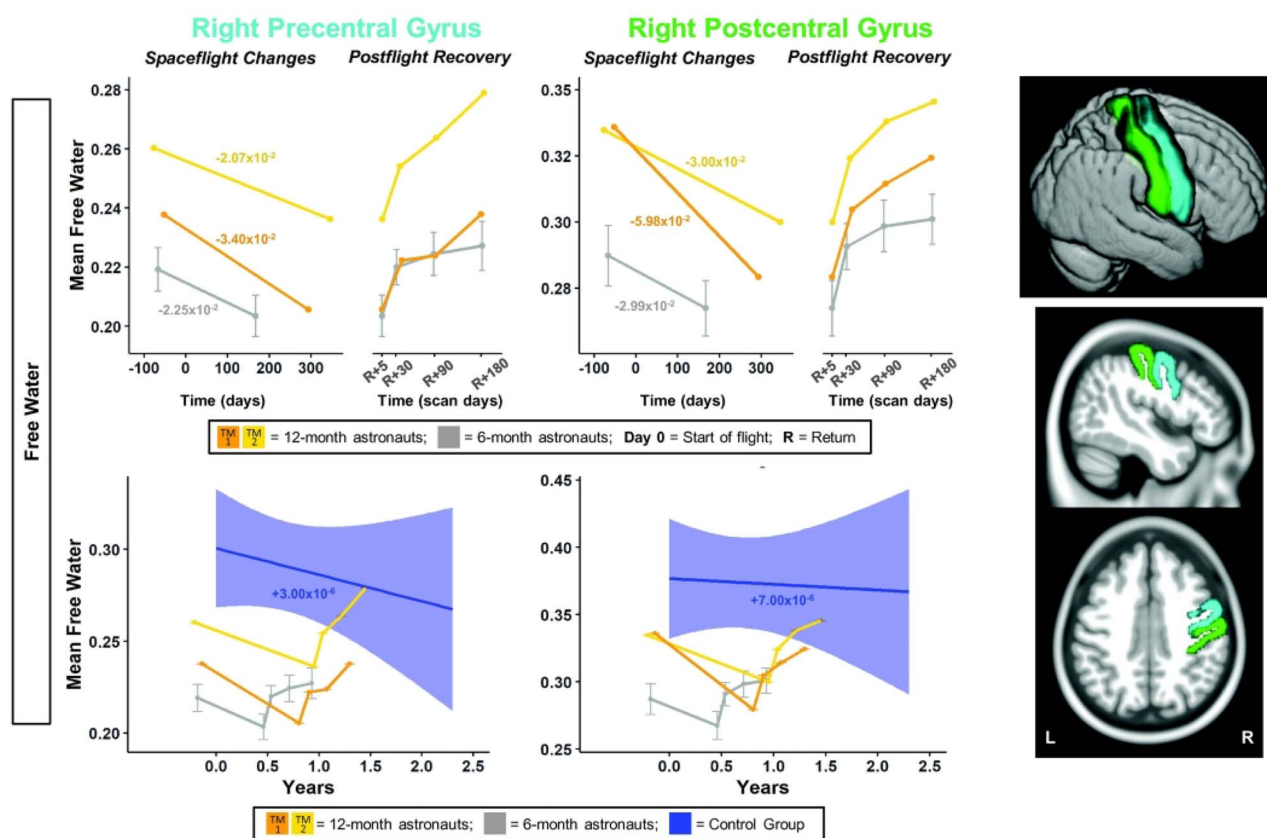 Right Precentral Gyrus
Right Postcentral Gyrus
Spaceflight Changes
Postflight Recovery
Spaceflight Changes
Postflight Recovery
Free Water
Mean Free Water
0.28
0.26
0.24
0.22
0.20
-2.07x10⁻²
-3.40x10⁻²
-2.25x10⁻²
-100 0 100 200 300
Time (days)
R+5
R+30
R+90
R+180
Time (scan days)
0.35
0.32
0.30
0.28
-3.00x10⁻²
-5.98x10⁻²
-2.99x10⁻²
-100 0 100 200 300
Time (days)
R+5
R+30
R+90
R+180
Time (scan days)
TM 1 TM 2 = 12-month astronauts; = 6-month astronauts; Day 0 = Start of flight; R = Return
Mean Free Water
0.30
0.25
0.20
+3.00x10⁻⁶
0.0 0.5 1.0 1.5 2.0 2.5
Years
0.45
0.40
0.35
0.30
0.25
+7.00x10⁻⁶
0.0 0.5 1.0 1.5 2.0 2.5
Years
TM 1 TM 2 = 12-month astronauts; = 6-month astronauts; = Control Group
L R